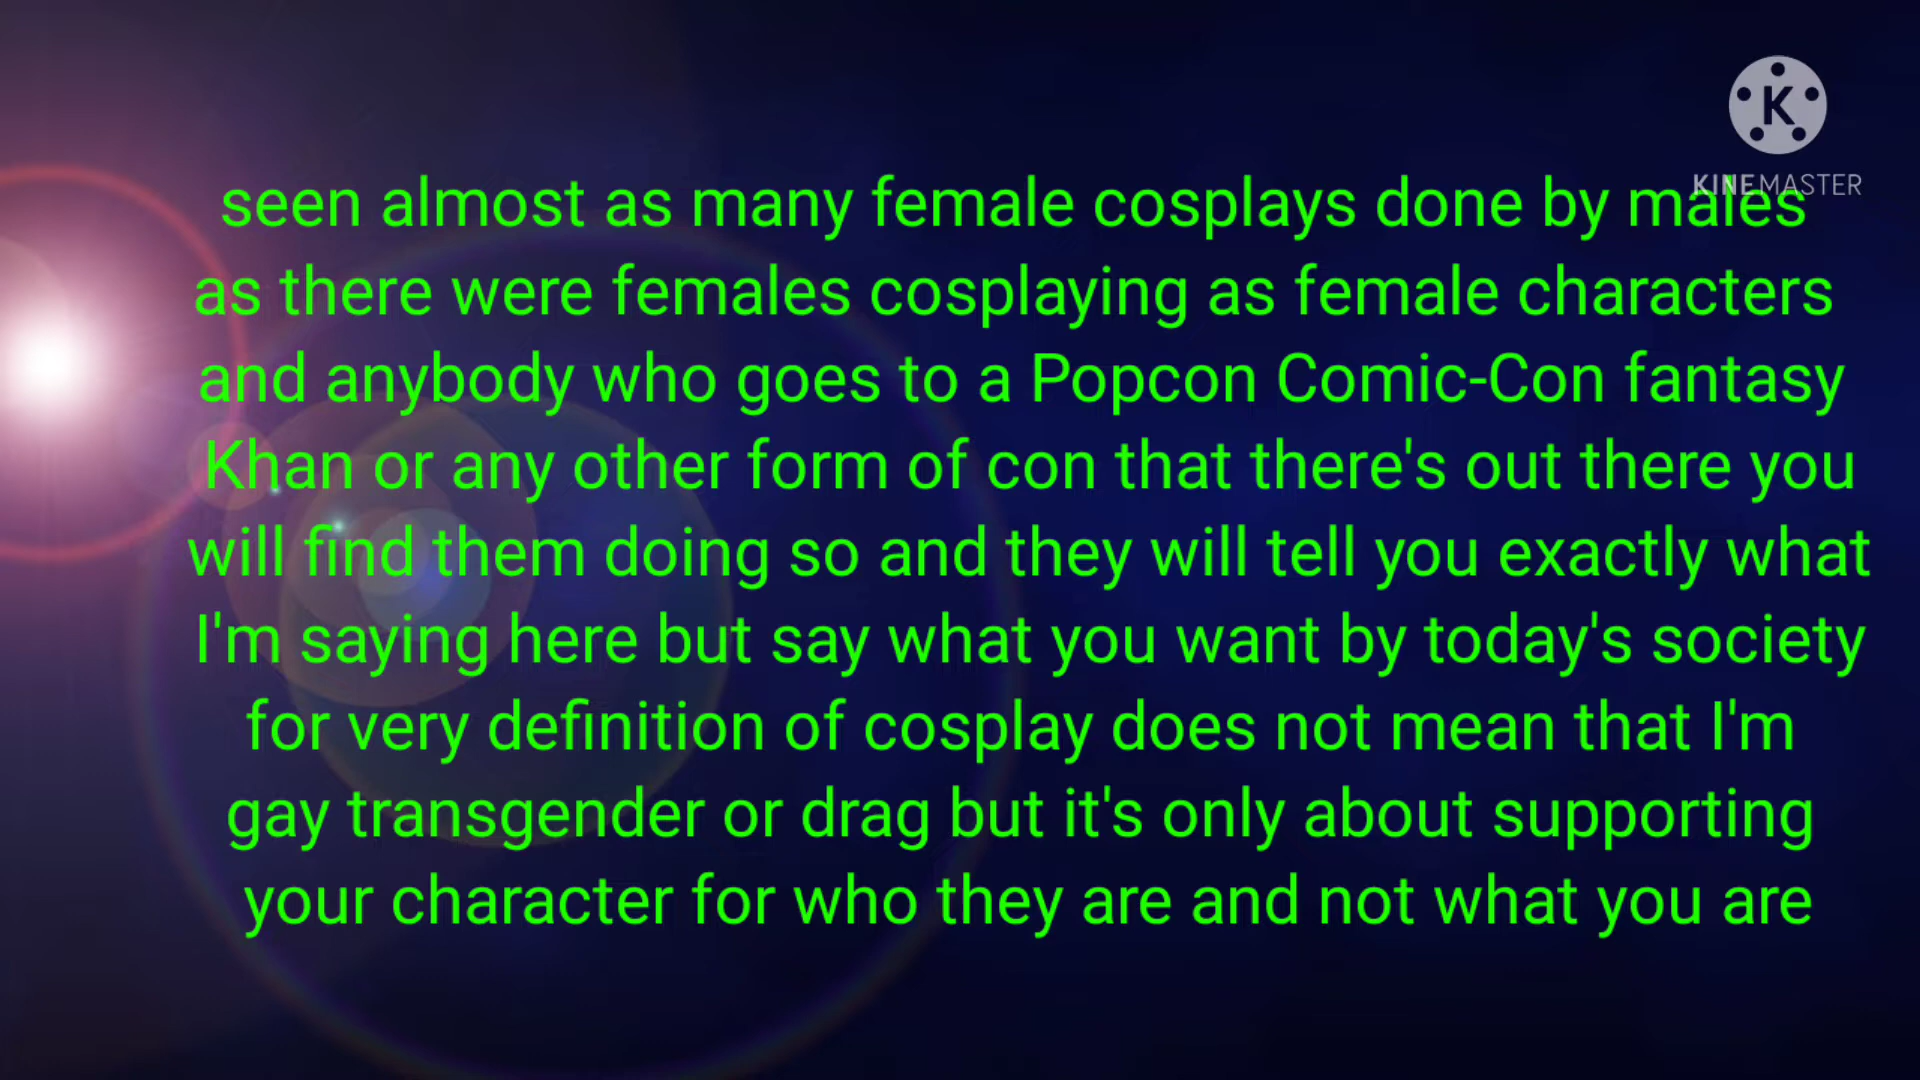 K
KINEMASTER
seen almost as many female cosplays done by males
as there were females cosplaying as female characters
and anybody who goes to a Popcon Comic-Con fantasy
Khan or any other form of con that there's out there you
will find them doing so and they will tell you exactly what
I'm saying here but say what you want by today's society
for very definition of cosplay does not mean that I'm
gay transgender or drag but it's only about supporting
your character for who they are and not what you are